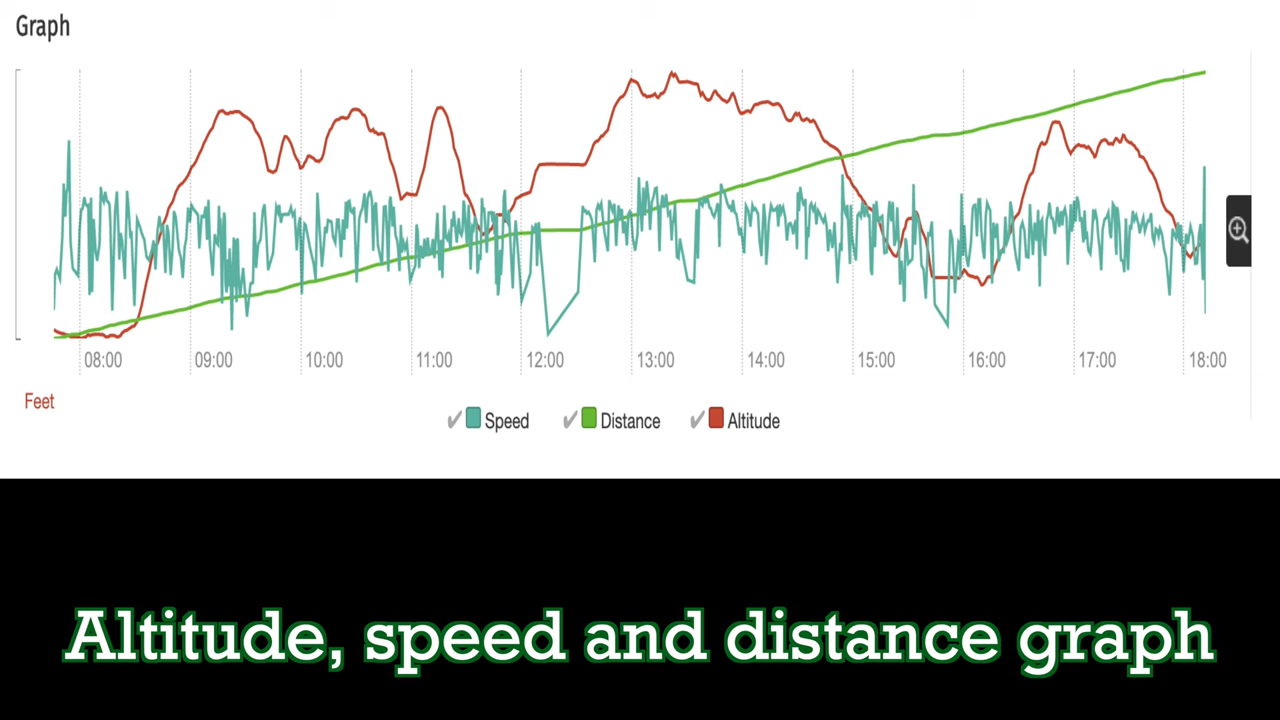 Graph
08:00 09:00 10:00 11:00 12:00 13:00 14:00 15:00 16:00 17:00 18:00
Feet
Speed Distance Altitude
Altitude, speed and distance graph